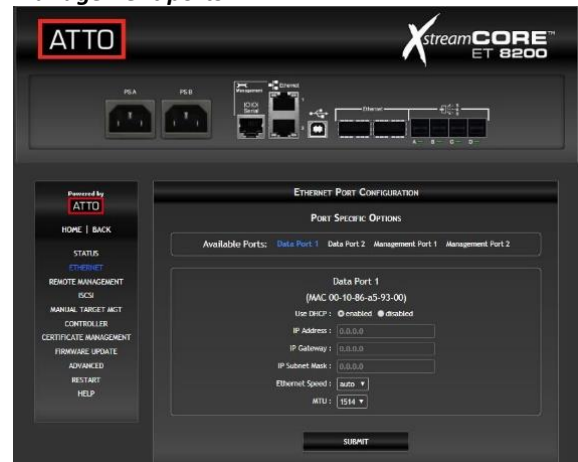 ATTO
XstreamCORE™
ET 8200
PS A
PS B
Management
Ethernet
IOIOI
Serial
Ethernet
A
B
C
D
Powered by
ATTO
HOME | BACK
STATUS
ETHERNET
REMOTE MANAGEMENT
ISCSI
MANUAL TARGET MGT
CONTROLLER
CERTIFICATE MANAGEMENT
FIRMWARE UPDATE
ADVANCED
RESTART
HELP
ETHERNET PORT CONFIGURATION
PORT SPECIFIC OPTIONS
Available Ports: Data Port 1 Data Port 2 Management Port 1 Management Port 2
Data Port 1
(MAC 00-10-86-a5-93-00)
Use DHCP : enabled disabled
IP Address : 0.0.0.0
IP Gateway : 0.0.0.0
IP Subnet Mask : 0.0.0.0
Ethernet Speed : auto
MTU : 1514
SUBMIT